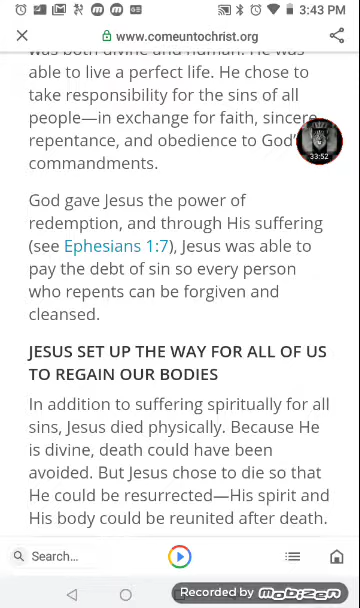 3:43 PM
www.comeuntochrist.org
was both divine and human. He was
able to live a perfect life. He chose to
take responsibility for the sins of all
people—in exchange for faith, sincere
repentance, and obedience to God'
33:52
commandments.
God gave Jesus the power of
redemption, and through His suffering
(see Ephesians 1:7), Jesus was able to
pay the debt of sin so every person
who repents can be forgiven and
cleansed.
JESUS SET UP THE WAY FOR ALL OF US
TO REGAIN OUR BODIES
In addition to suffering spiritually for all
sins, Jesus died physically. Because He
is divine, death could have been
avoided. But Jesus chose to die so that
He could be resurrected—His spirit and
His body could be reunited after death.
Search...
Recorded by Mobizen